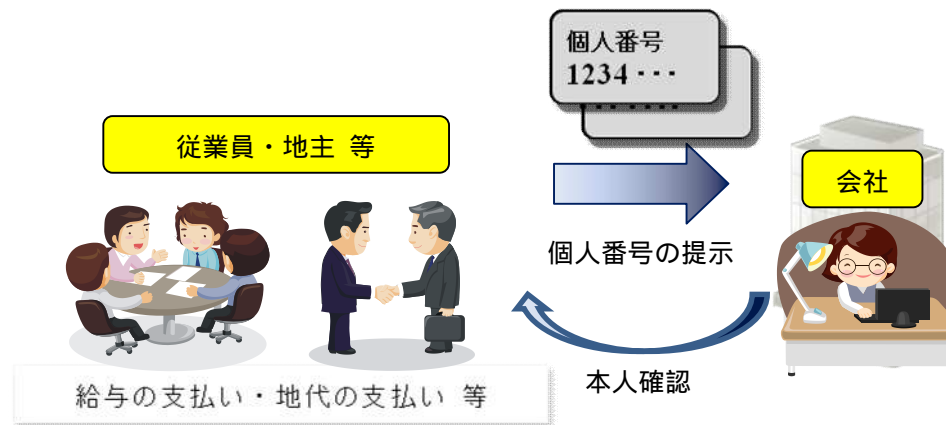 個人番号
1234・・・
従業員・地主 等
会社
個人番号の提示
本人確認
給与の支払い・地代の支払い 等